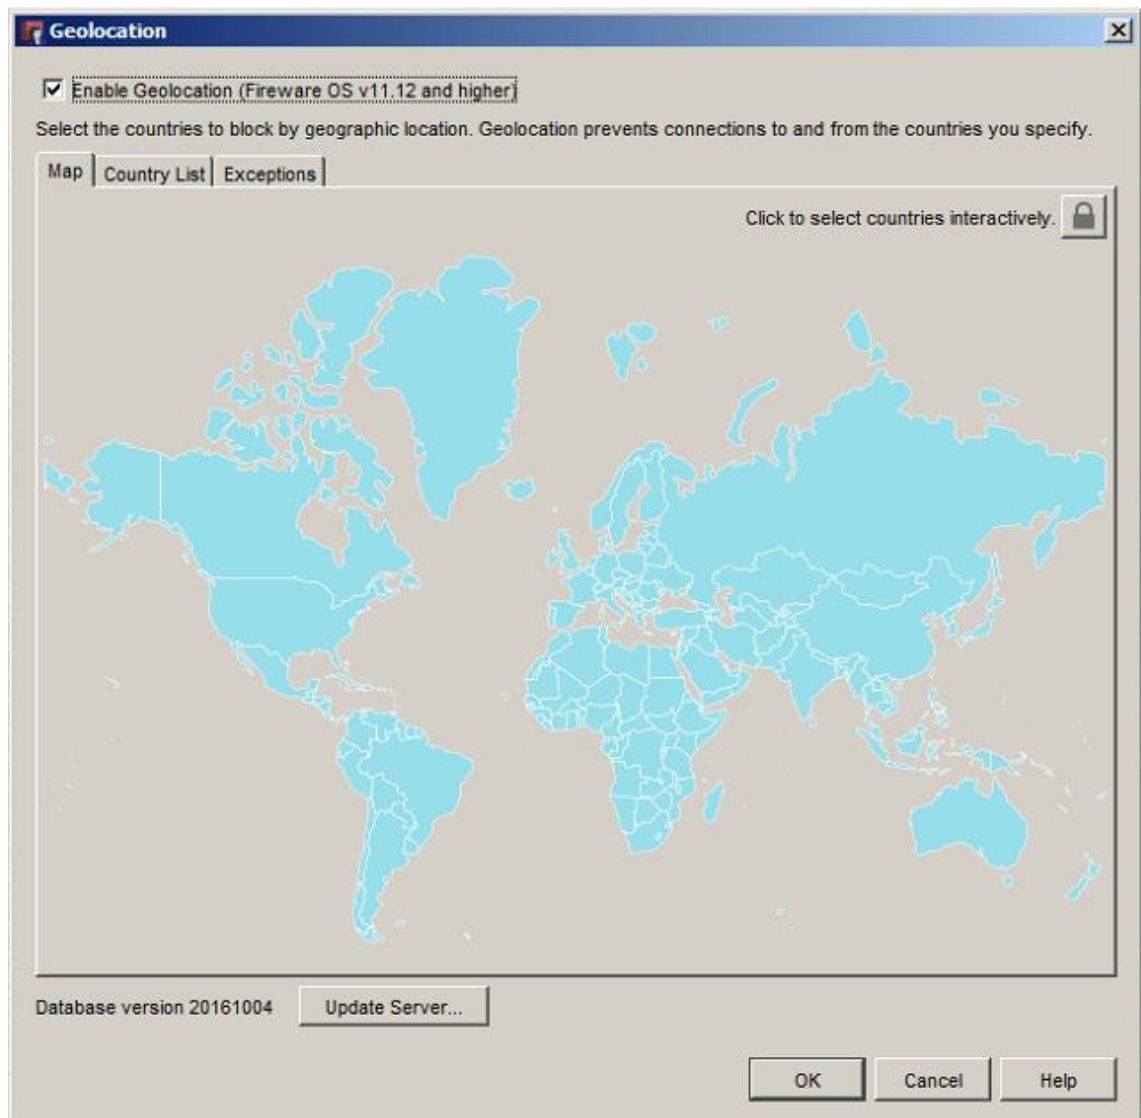 Geolocation
Enable Geolocation (Fireware OS v11.12 and higher)
Select the countries to block by geographic location. Geolocation prevents connections to and from the countries you specify.
Map Country List Exceptions
Click to select countries interactively.
Database version 20161004 Update Server...
OK Cancel Help